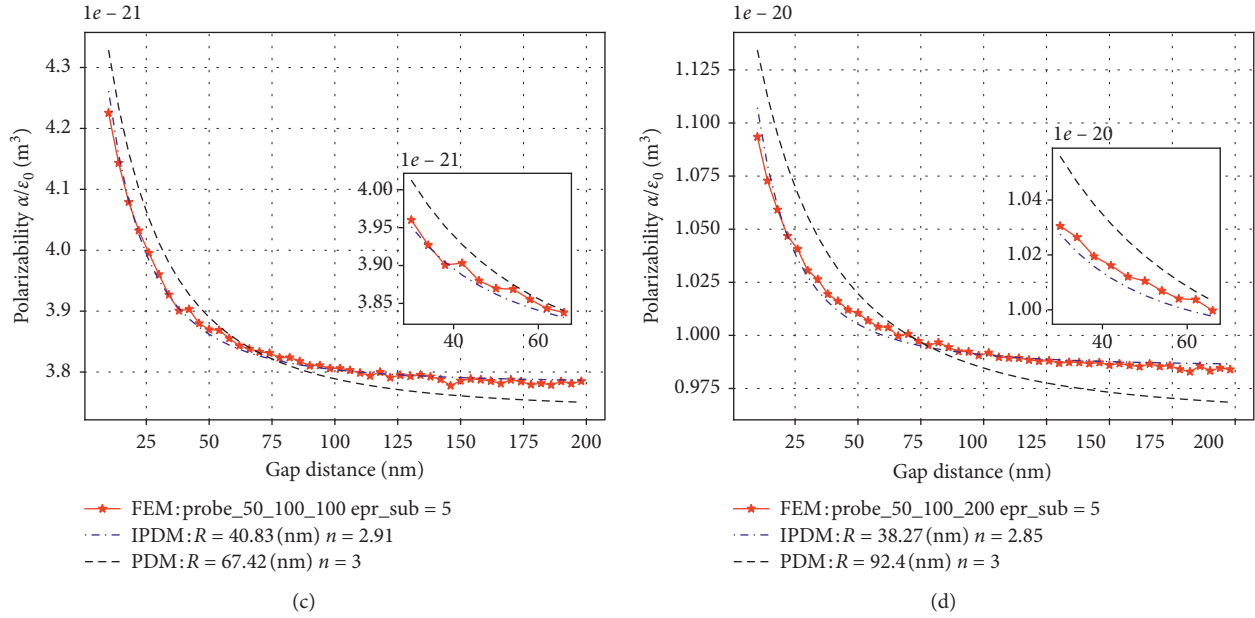 1e – 21
4.3
4.2
4.1
4.0
3.9
3.8
Polarizability α/ε₀ (m³)
1e – 21
4.00
3.95
3.90
3.85
40
60
25
50
75
100
125
150
175
200
Gap distance (nm)
FEM:probe_50_100_100 epr_sub = 5
IPDM:R = 40.83(nm) n = 2.91
PDM:R = 67.42(nm) n = 3
(c)
1e – 20
1.125
1.100
1.075
1.050
1.025
1.000
0.975
Polarizability α/ε₀ (m³)
1e – 20
1.04
1.02
1.00
40
60
25
50
75
100
125
150
175
200
Gap distance (nm)
FEM:probe_50_100_200 epr_sub = 5
IPDM:R = 38.27(nm) n = 2.85
PDM:R = 92.4(nm) n = 3
(d)